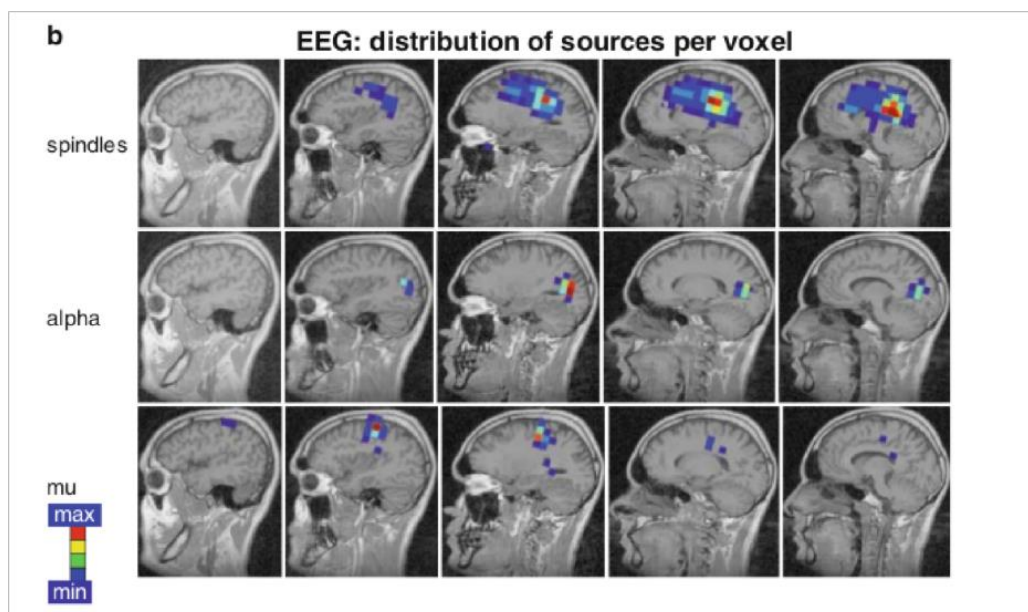 b
EEG: distribution of sources per voxel
spindles
alpha
mu
max
min